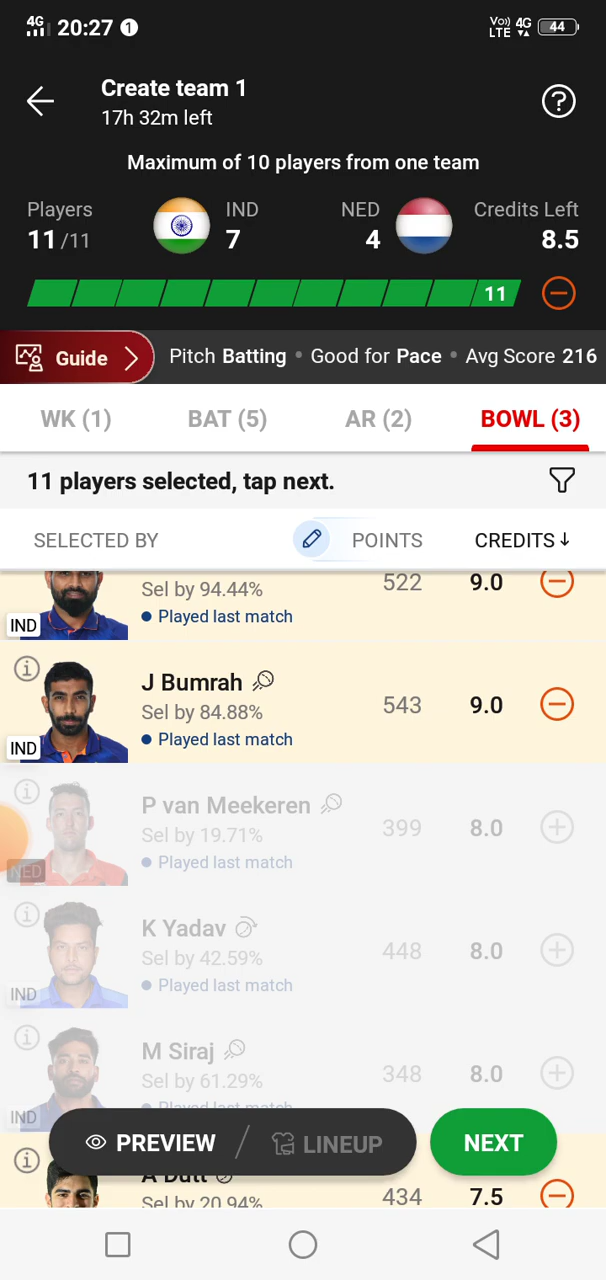 4G 20:27 1 Vo) LTE 4G 44
Create team 1
17h 32m left
?
Maximum of 10 players from one team
Players IND NED Credits Left
11/11 7 4 8.5
11
Guide Pitch Batting • Good for Pace • Avg Score 216
WK (1) BAT (5) AR (2) BOWL (3)
11 players selected, tap next.
SELECTED BY POINTS CREDITS↓
Sel by 94.44% 522 9.0
IND • Played last match
i J Bumrah
Sel by 84.88% 543 9.0
IND • Played last match
i P van Meekeren
Sel by 19.71% 399 8.0
NED • Played last match
i K Yadav
Sel by 42.59% 448 8.0
IND • Played last match
i M Siraj
Sel by 61.29% 348 8.0
IND • Played last match
PREVIEW / LINEUP NEXT
i A Dutt
Sel by 20.94% 434 7.5